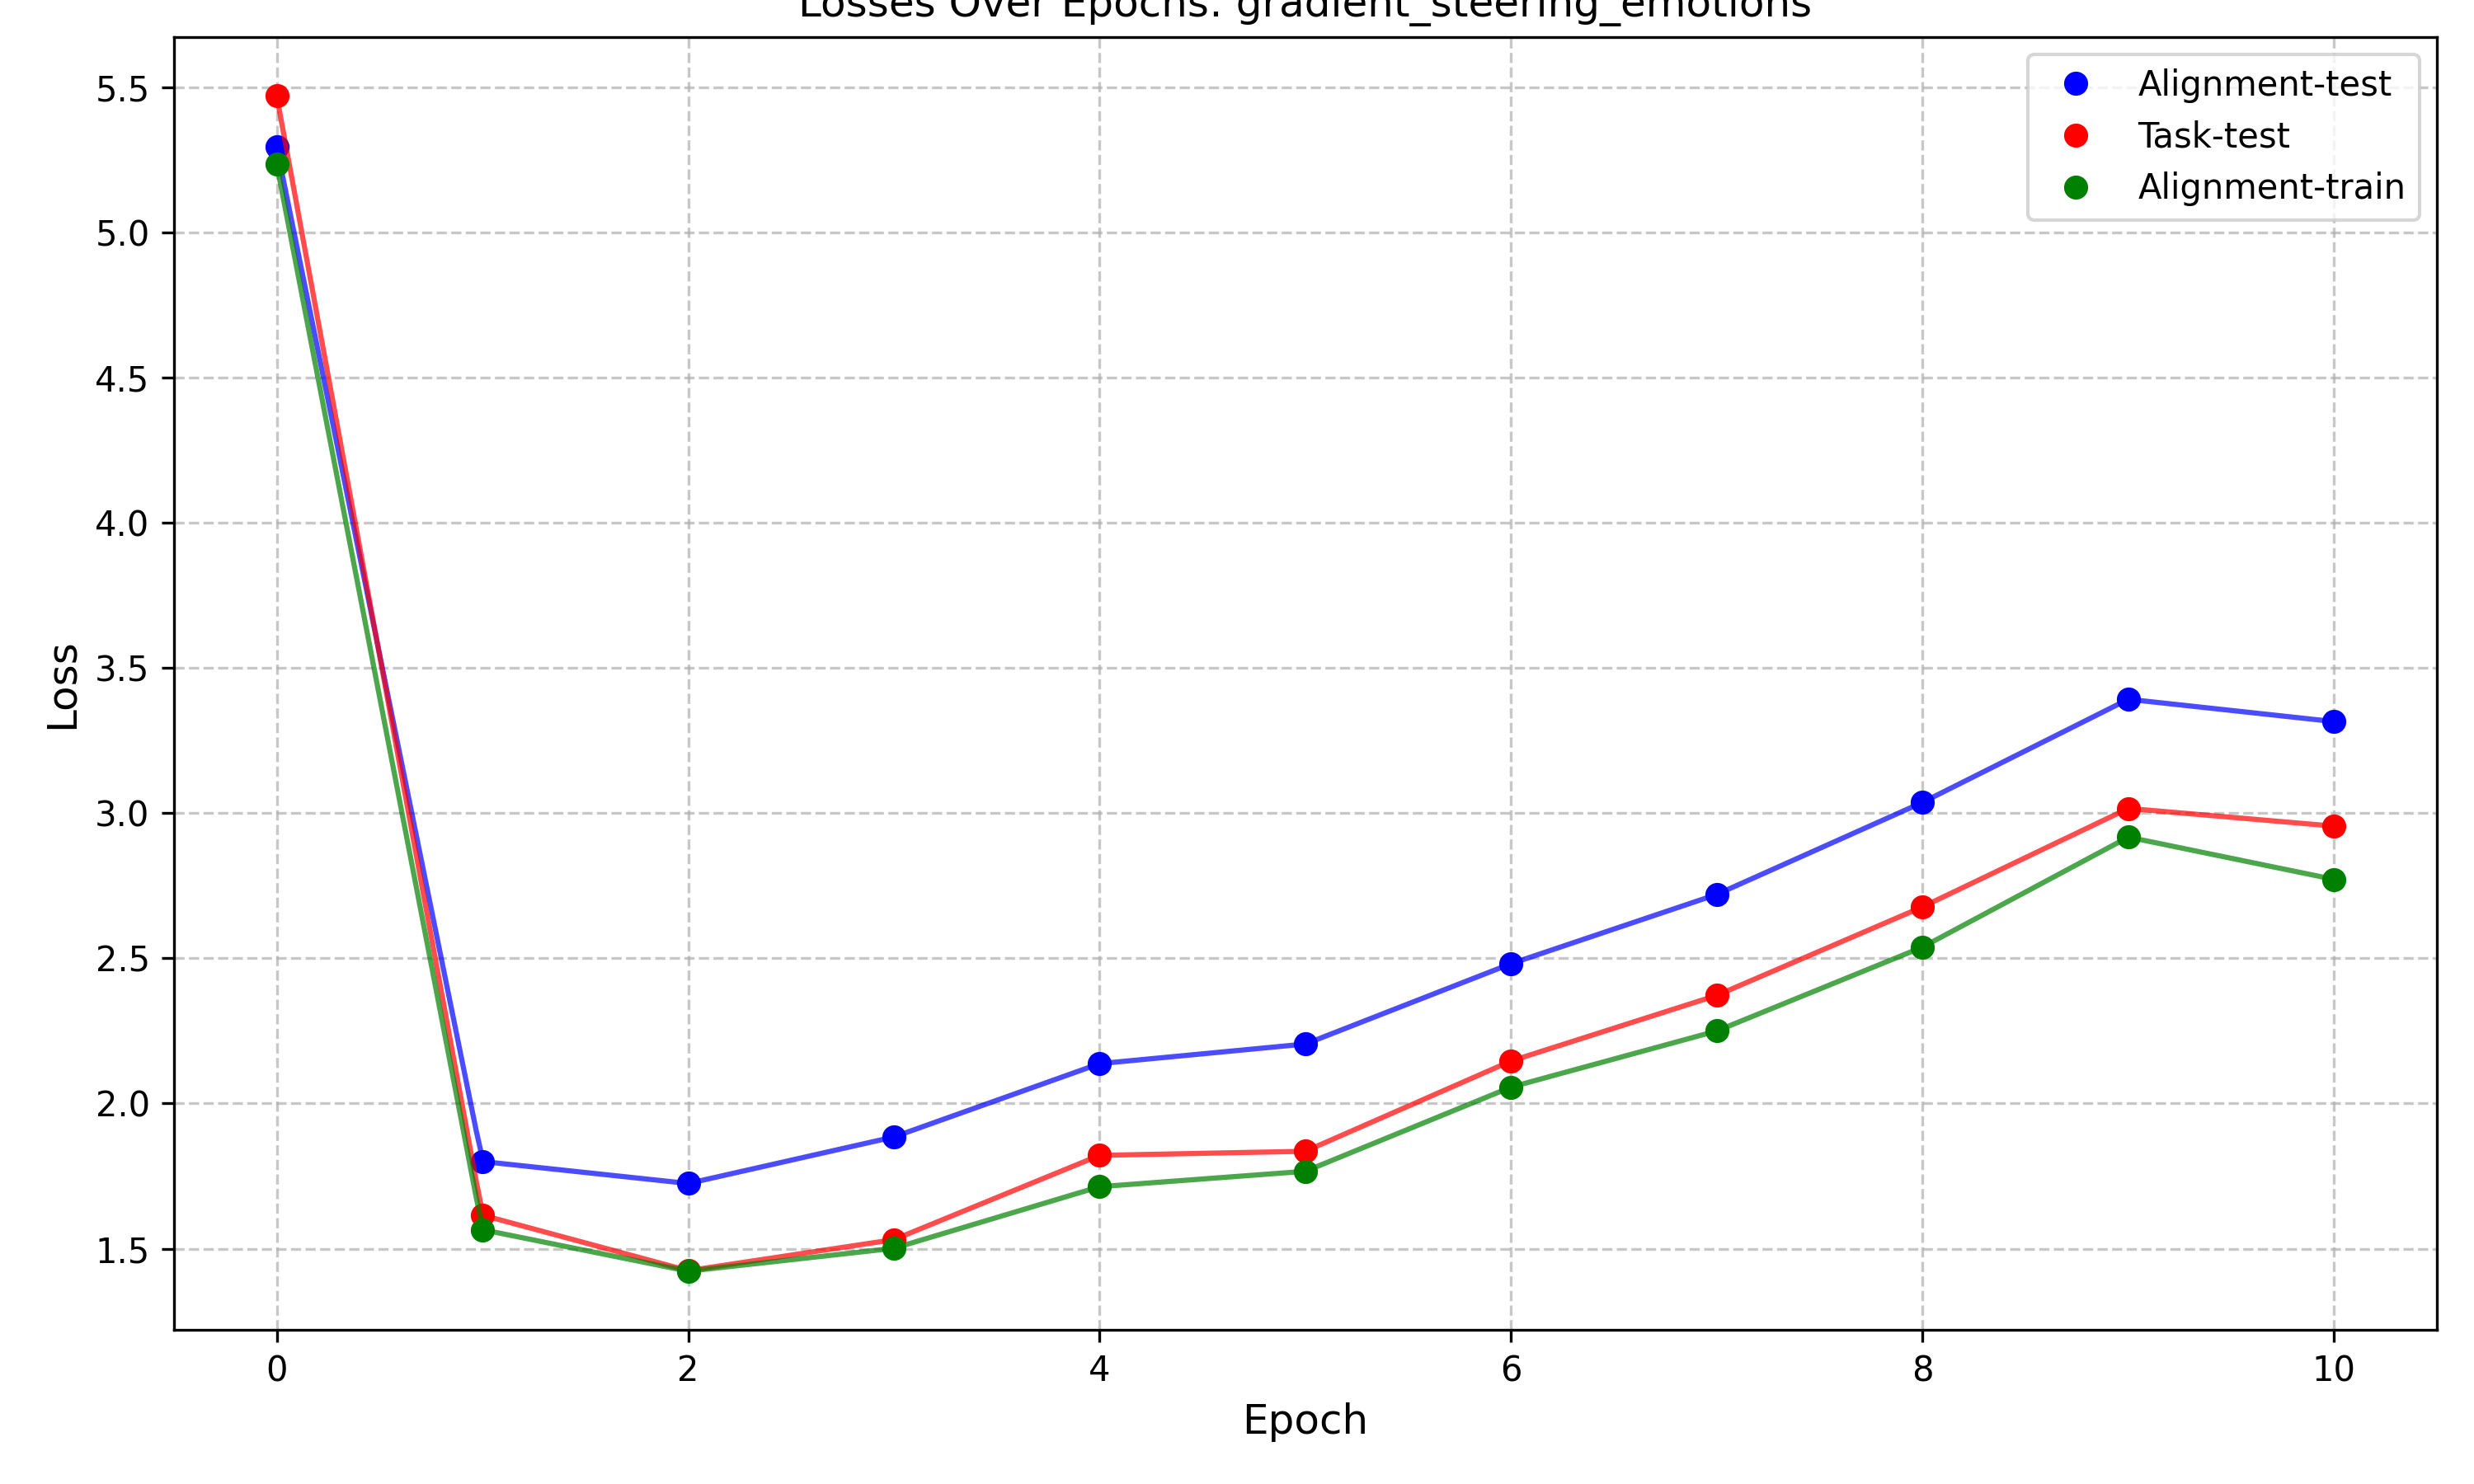 Losses Over Epochs: gradient_steering_emotions
5.5
5.0
4.5
4.0
3.5
3.0
2.5
2.0
1.5
Loss
Alignment-test
Task-test
Alignment-train
0 2 4 6 8 10
Epoch